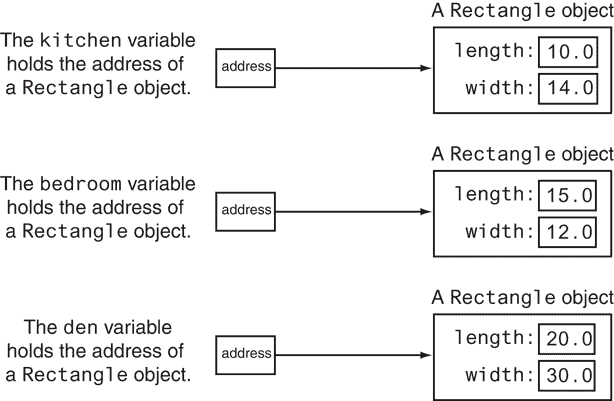 A Rectangle object
The kitchen variable
holds the address of
a Rectangle object.
address
length: 10.0
width: 14.0
A Rectangle object
The bedroom variable
holds the address of
a Rectangle object.
address
length: 15.0
width: 12.0
A Rectangle object
The den variable
holds the address of
a Rectangle object.
address
length: 20.0
width: 30.0